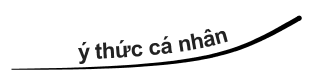 ý thức cá nhân